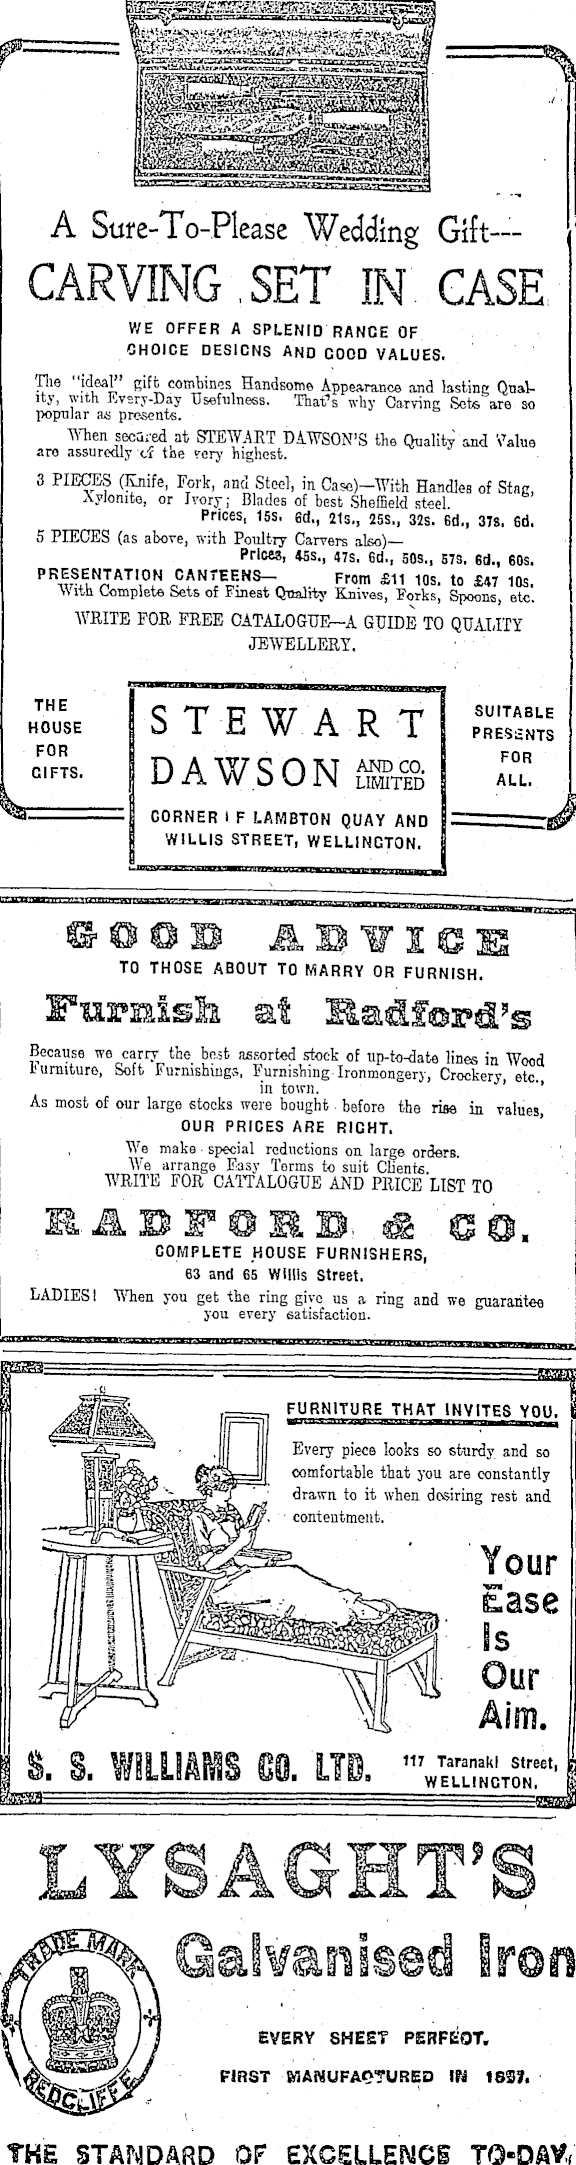 A Sure-To-Please Wedding Gift---
CARVING SET IN CASE
WE OFFER A SPLENID RANGE OF
CHOICE DESIGNS AND GOOD VALUES.
The "ideal" gift combines Handsome Appearance and lasting Qual-
ity, with Every-Day Usefulness. That's why Carving Sets are so
popular as presents.
When secured at STEWART DAWSON'S the Quality and Value
are assuredly of the very highest.
3 PIECES (Knife, Fork, and Steel, in Case)—With Handles of Stag,
Xylonite, or Ivory; Blades of best Sheffield steel.
Prices, 15s. 6d., 21s., 25s., 32s. 6d., 37s. 6d.
5 PIECES (as above, with Poultry Carvers also)—
Prices, 45s., 47s. 6d., 50s., 57s. 6d., 60s.
PRESENTATION CANTEENS— From £11 10s. to £47 10s.
With Complete Sets of Finest Quality Knives, Forks, Spoons, etc.
WRITE FOR FREE CATALOGUE—A GUIDE TO QUALITY
JEWELLERY.
THE
HOUSE
FOR
GIFTS.
STEWART
DAWSON AND CO.
LIMITED
CORNER F LAMBTON QUAY AND
WILLIS STREET, WELLINGTON.
SUITABLE
PRESENTS
FOR
ALL.
GOOD ADVICE
TO THOSE ABOUT TO MARRY OR FURNISH.
Furnish at Radford's
Because we carry the best assorted stock of up-to-date lines in Wood
Furniture, Soft Furnishings, Furnishing Ironmongery, Crockery, etc.,
in town.
As most of our large stocks were bought before the rise in values,
OUR PRICES ARE RIGHT.
We make special reductions on large orders.
We arrange Easy Terms to suit Clients.
WRITE FOR CATTALOGUE AND PRICE LIST TO
RADFORD & CO.
COMPLETE HOUSE FURNISHERS,
63 and 65 Willis Street.
LADIES! When you get the ring give us a ring and we guarantee
you every satisfaction.
FURNITURE THAT INVITES YOU.
Every piece looks so sturdy and so
comfortable that you are constantly
drawn to it when desiring rest and
contentment.
Your
Ease
Is
Our
Aim.
S. S. WILLIAMS CO. LTD.
117 Taranaki Street,
WELLINGTON.
LYSAGHT'S
TRADE MARK
REDCLIFFE
Galvanised Iron
EVERY SHEET PERFECT.
FIRST MANUFACTURED IN 1857.
THE STANDARD OF EXCELLENCE TO-DAY.